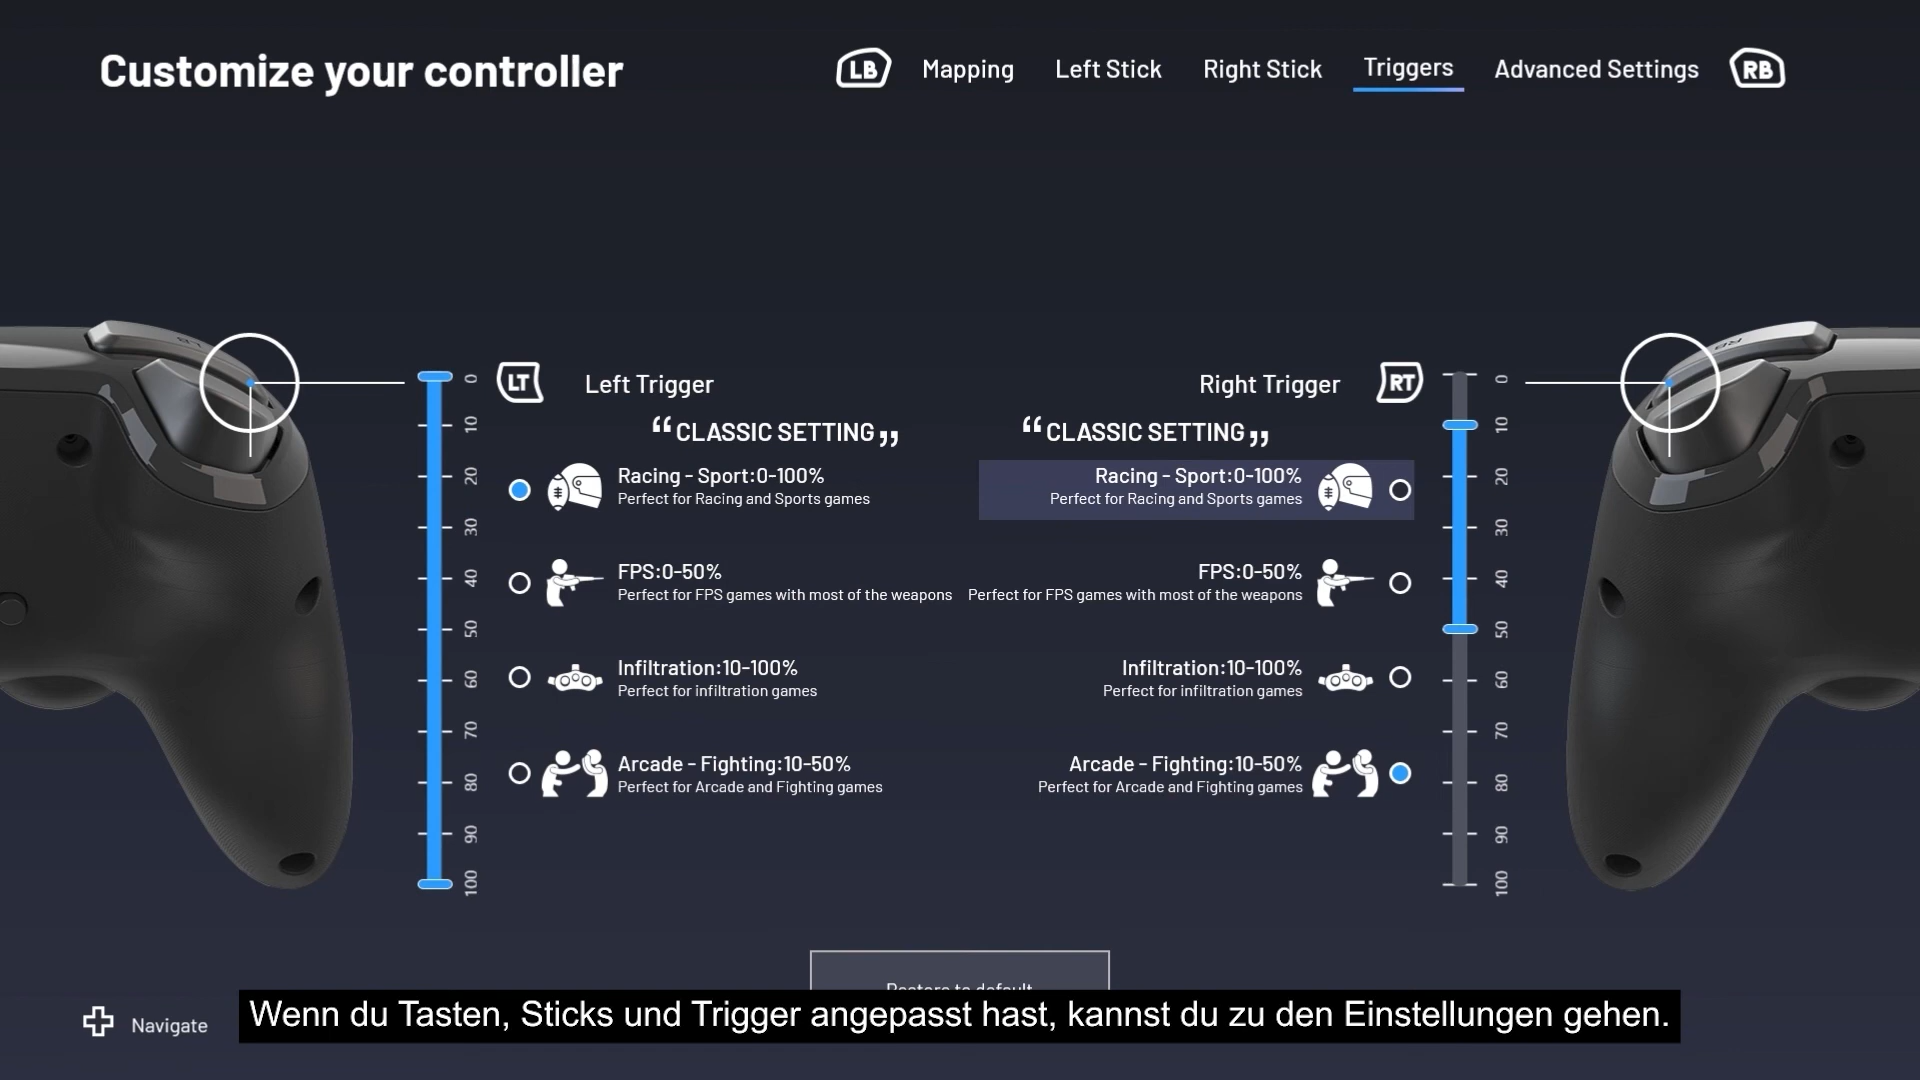 Customize your controller
LB Mapping Left Stick Right Stick Triggers Advanced Settings RB
LT Left Trigger
“CLASSIC SETTING„
Racing - Sport:0-100%
Perfect for Racing and Sports games
FPS:0-50%
Perfect for FPS games with most of the weapons
Infiltration:10-100%
Perfect for infiltration games
Arcade - Fighting:10-50%
Perfect for Arcade and Fighting games
0
10
20
30
40
50
60
70
80
90
100
Right Trigger RT
“CLASSIC SETTING„
Racing - Sport:0-100%
Perfect for Racing and Sports games
FPS:0-50%
Perfect for FPS games with most of the weapons
Infiltration:10-100%
Perfect for infiltration games
Arcade - Fighting:10-50%
Perfect for Arcade and Fighting games
0
10
20
30
40
50
60
70
80
90
100
LB
RB
Restore to default
Navigate
Wenn du Tasten, Sticks und Trigger angepasst hast, kannst du zu den Einstellungen gehen.